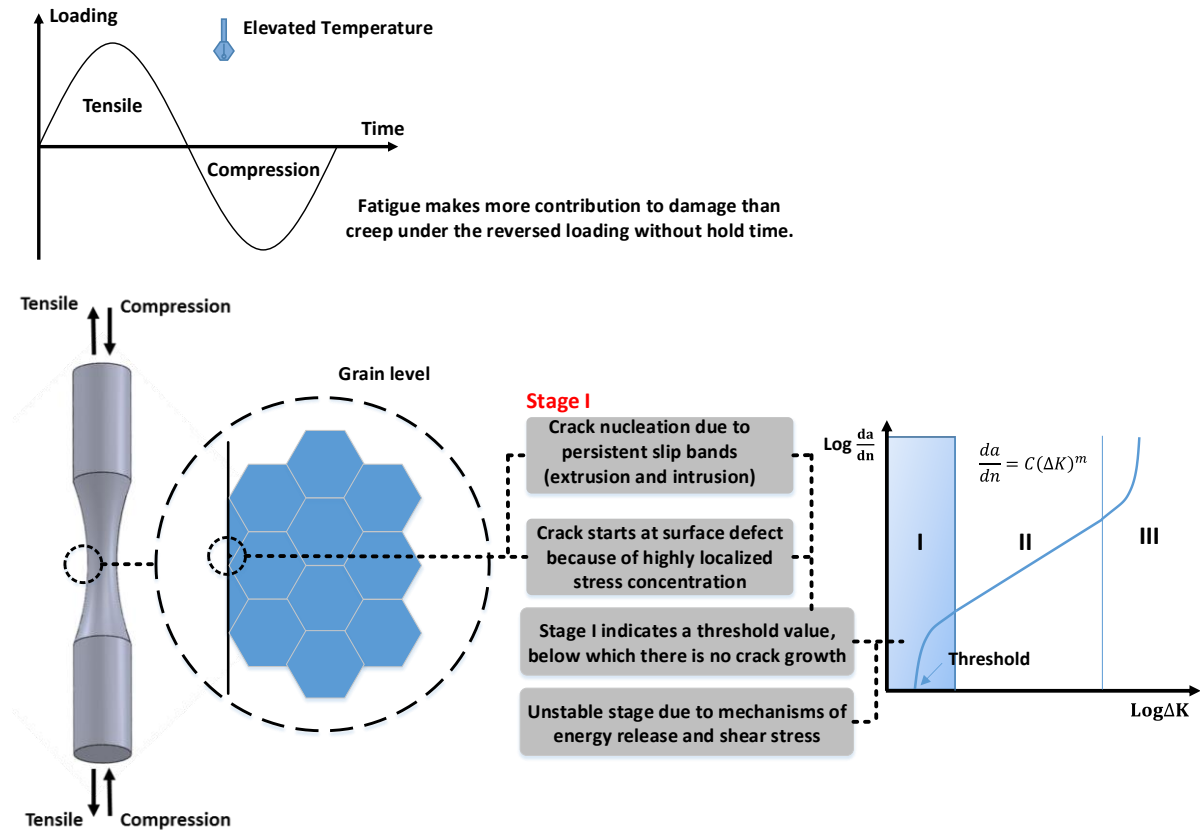 Loading
Elevated Temperature
Tensile
Time
Compression
Fatigue makes more contribution to damage than
creep under the reversed loading without hold time.
Tensile
Compression
Grain level
Stage I
Crack nucleation due to
persistent slip bands
(extrusion and intrusion)
Crack starts at surface defect
because of highly localized
stress concentration
Stage I indicates a threshold value,
below which there is no crack growth
Unstable stage due to mechanisms of
energy release and shear stress
Log da/dn
da/dn = C(ΔK)^m
I
II
III
Threshold
LogΔK
Tensile
Compression